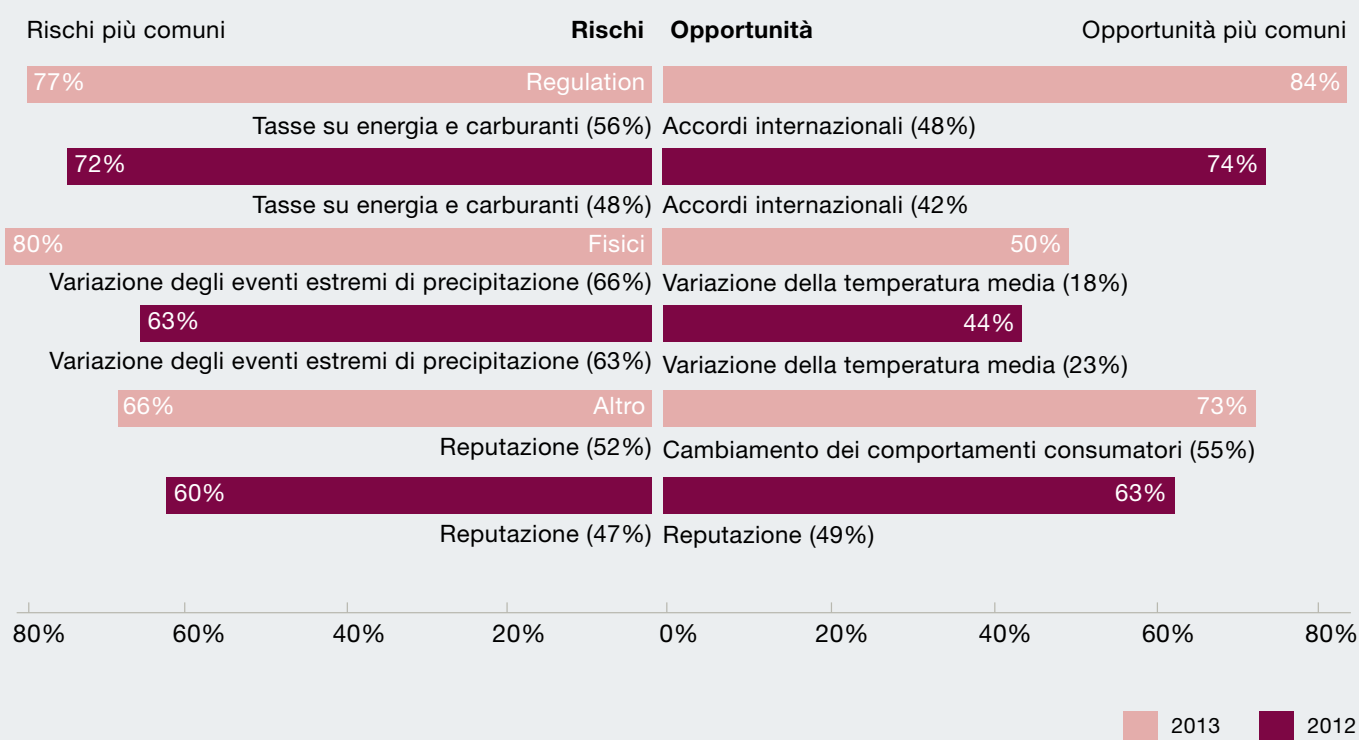 Rischi più comuni Rischi Opportunità Opportunità più comuni
77% Regulation 84%
Tasse su energia e carburanti (56%) Accordi internazionali (48%)
72% 74%
Tasse su energia e carburanti (48%) Accordi internazionali (42%
80% Fisici 50%
Variazione degli eventi estremi di precipitazione (66%) Variazione della temperatura media (18%)
63% 44%
Variazione degli eventi estremi di precipitazione (63%) Variazione della temperatura media (23%)
66% Altro 73%
Reputazione (52%) Cambiamento dei comportamenti consumatori (55%)
60% 63%
Reputazione (47%) Reputazione (49%)
80% 60% 40% 20% 0% 20% 40% 60% 80%
2013 2012